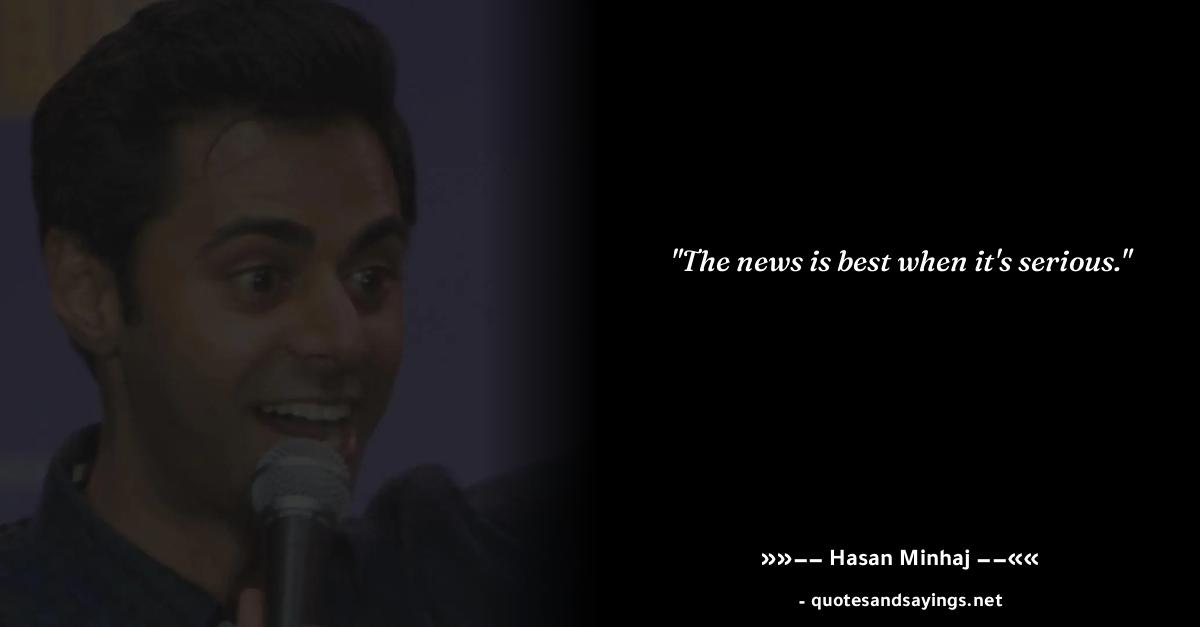 "The news is best when it's serious."
»»−− Hasan Minhaj −−««
- quotesandsayings.net